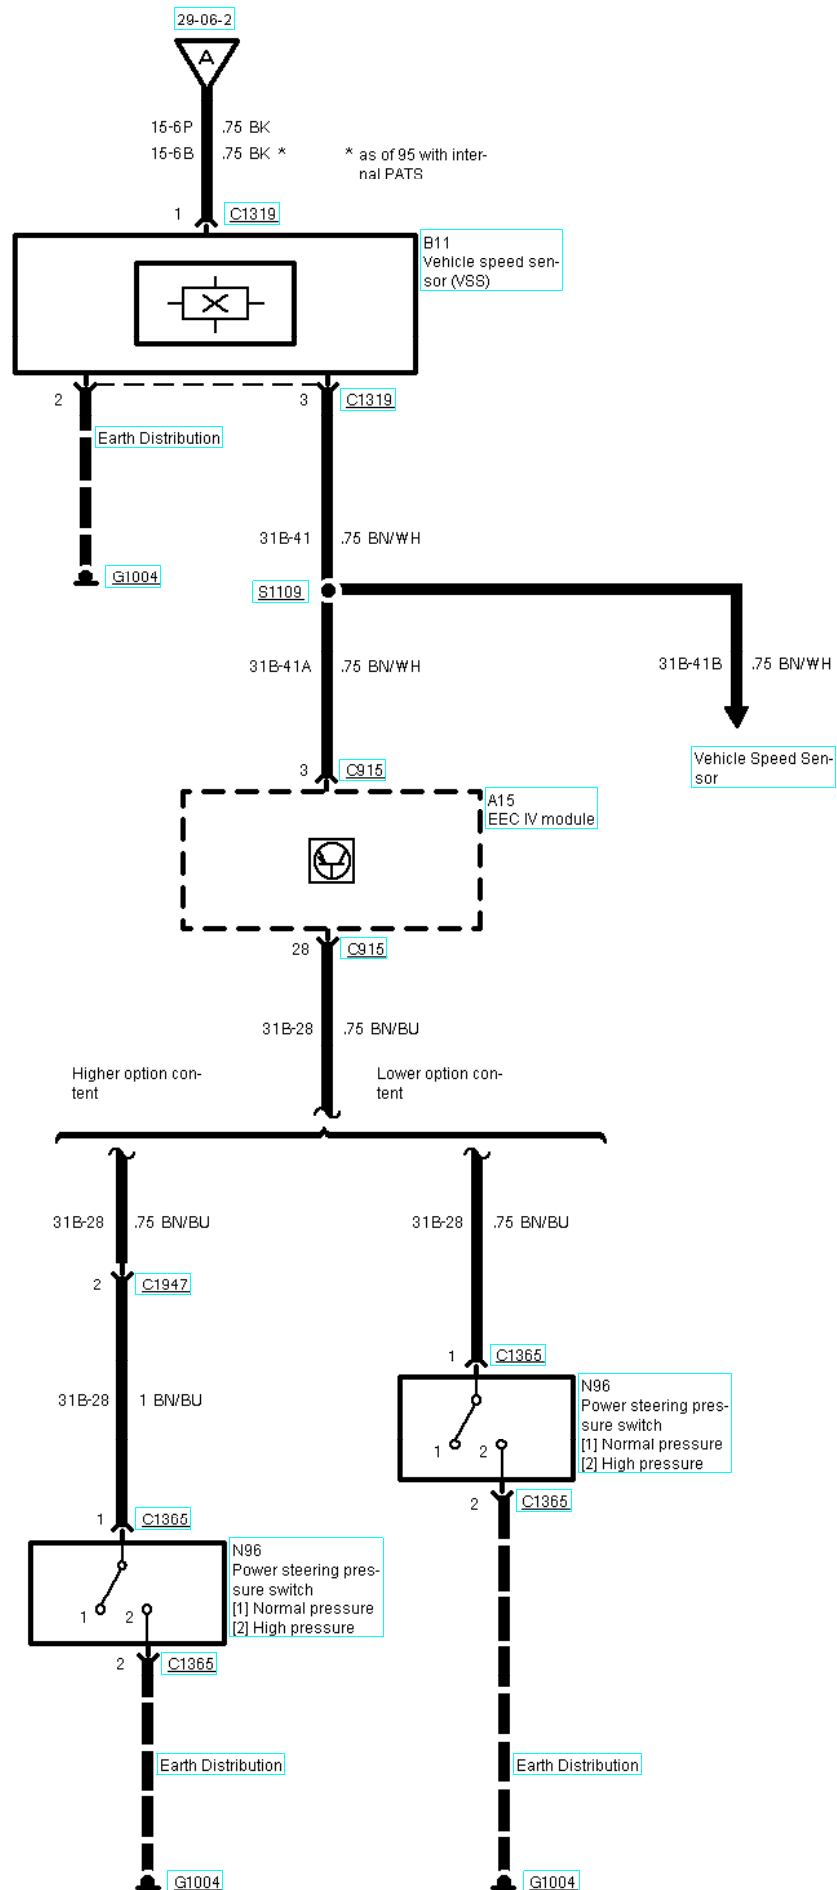 29-06-2
A
15-6P .75 BK
15-6B .75 BK *
* as of 95 with inter-
nal PATS
1 C1319
B11
Vehicle speed sen-
sor (VSS)
2
3 C1319
Earth Distribution
31B-41 .75 BN/WH
G1004
S1109
31B-41A .75 BN/WH
31B-41B .75 BN/WH
Vehicle Speed Sen-
sor
3 C915
A15
EEC IV module
28 C915
31B-28 .75 BN/BU
Higher option con-
tent
Lower option con-
tent
31B-28 .75 BN/BU
31B-28 .75 BN/BU
2 C1947
1 C1365
N96
Power steering pres-
sure switch
[1] Normal pressure
[2] High pressure
1 2
31B-28 1 BN/BU
2 C1365
1 C1365
N96
Power steering pres-
sure switch
[1] Normal pressure
[2] High pressure
1 2
2 C1365
Earth Distribution
Earth Distribution
G1004
G1004